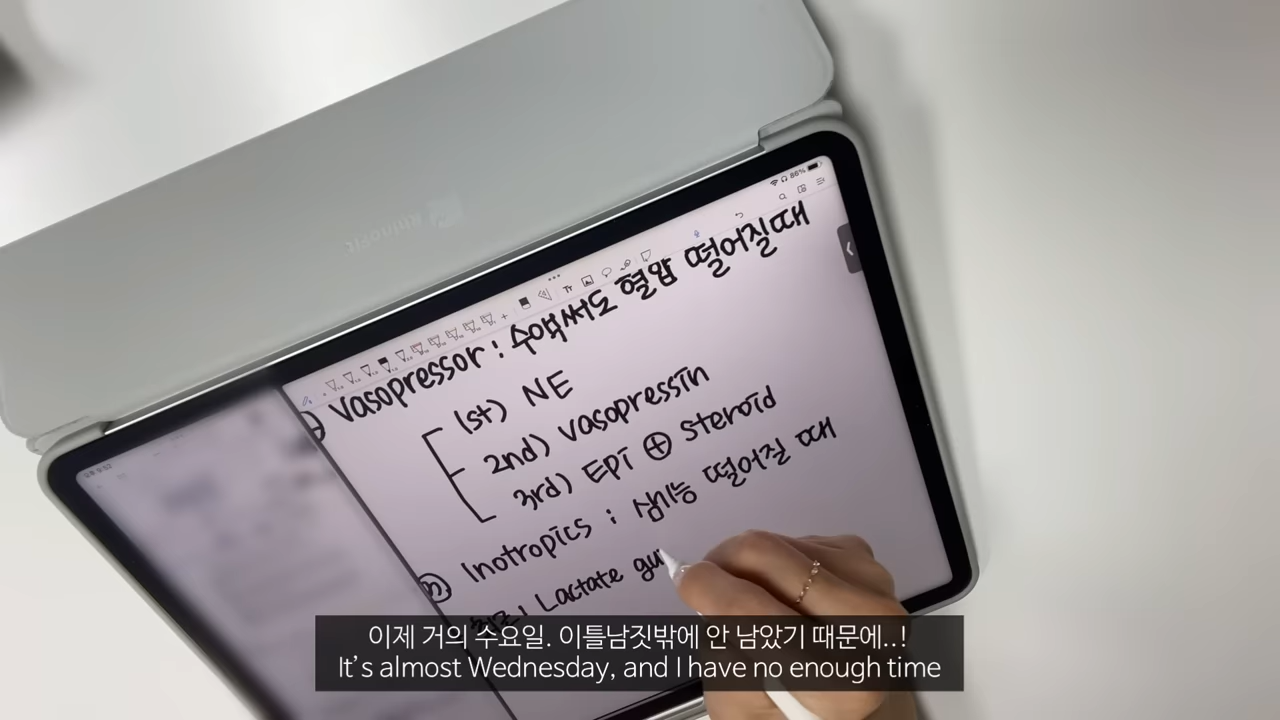 86%
Vasopressor : 수액써도 혈압 떨어질때
1st) NE
2nd) vasopressin
3rd) EPi ⊕ steroid
Inotropics : 심기능 떨어질 때
Lactate gu
이제 거의 수요일. 이틀남짓밖에 안 남았기 때문에..!
It's almost Wednesday, and I have no enough time